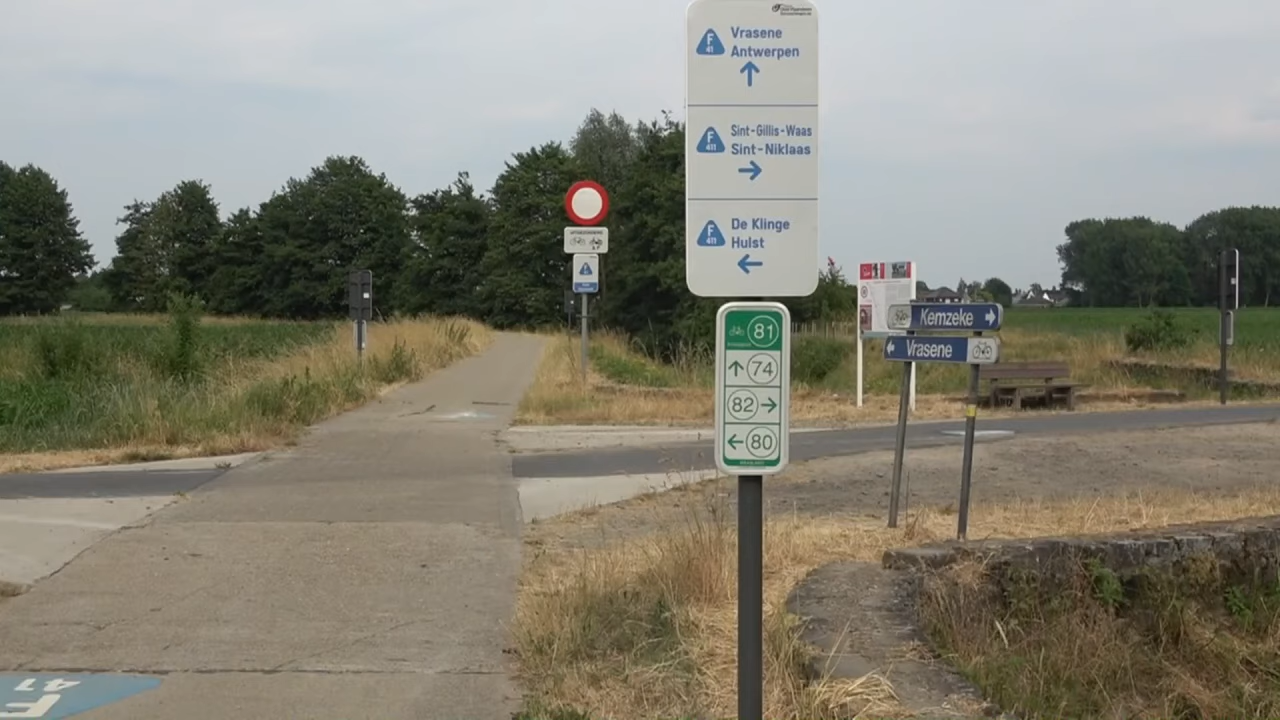 F
41
Vrasene
Antwerpen
↑
F
411
Sint-Gillis-Waas
Sint-Niklaas
→
F
411
De Klinge
Hulst
←
81
↑ 74
82 →
← 80
Kemzeke
Vrasene
F
41